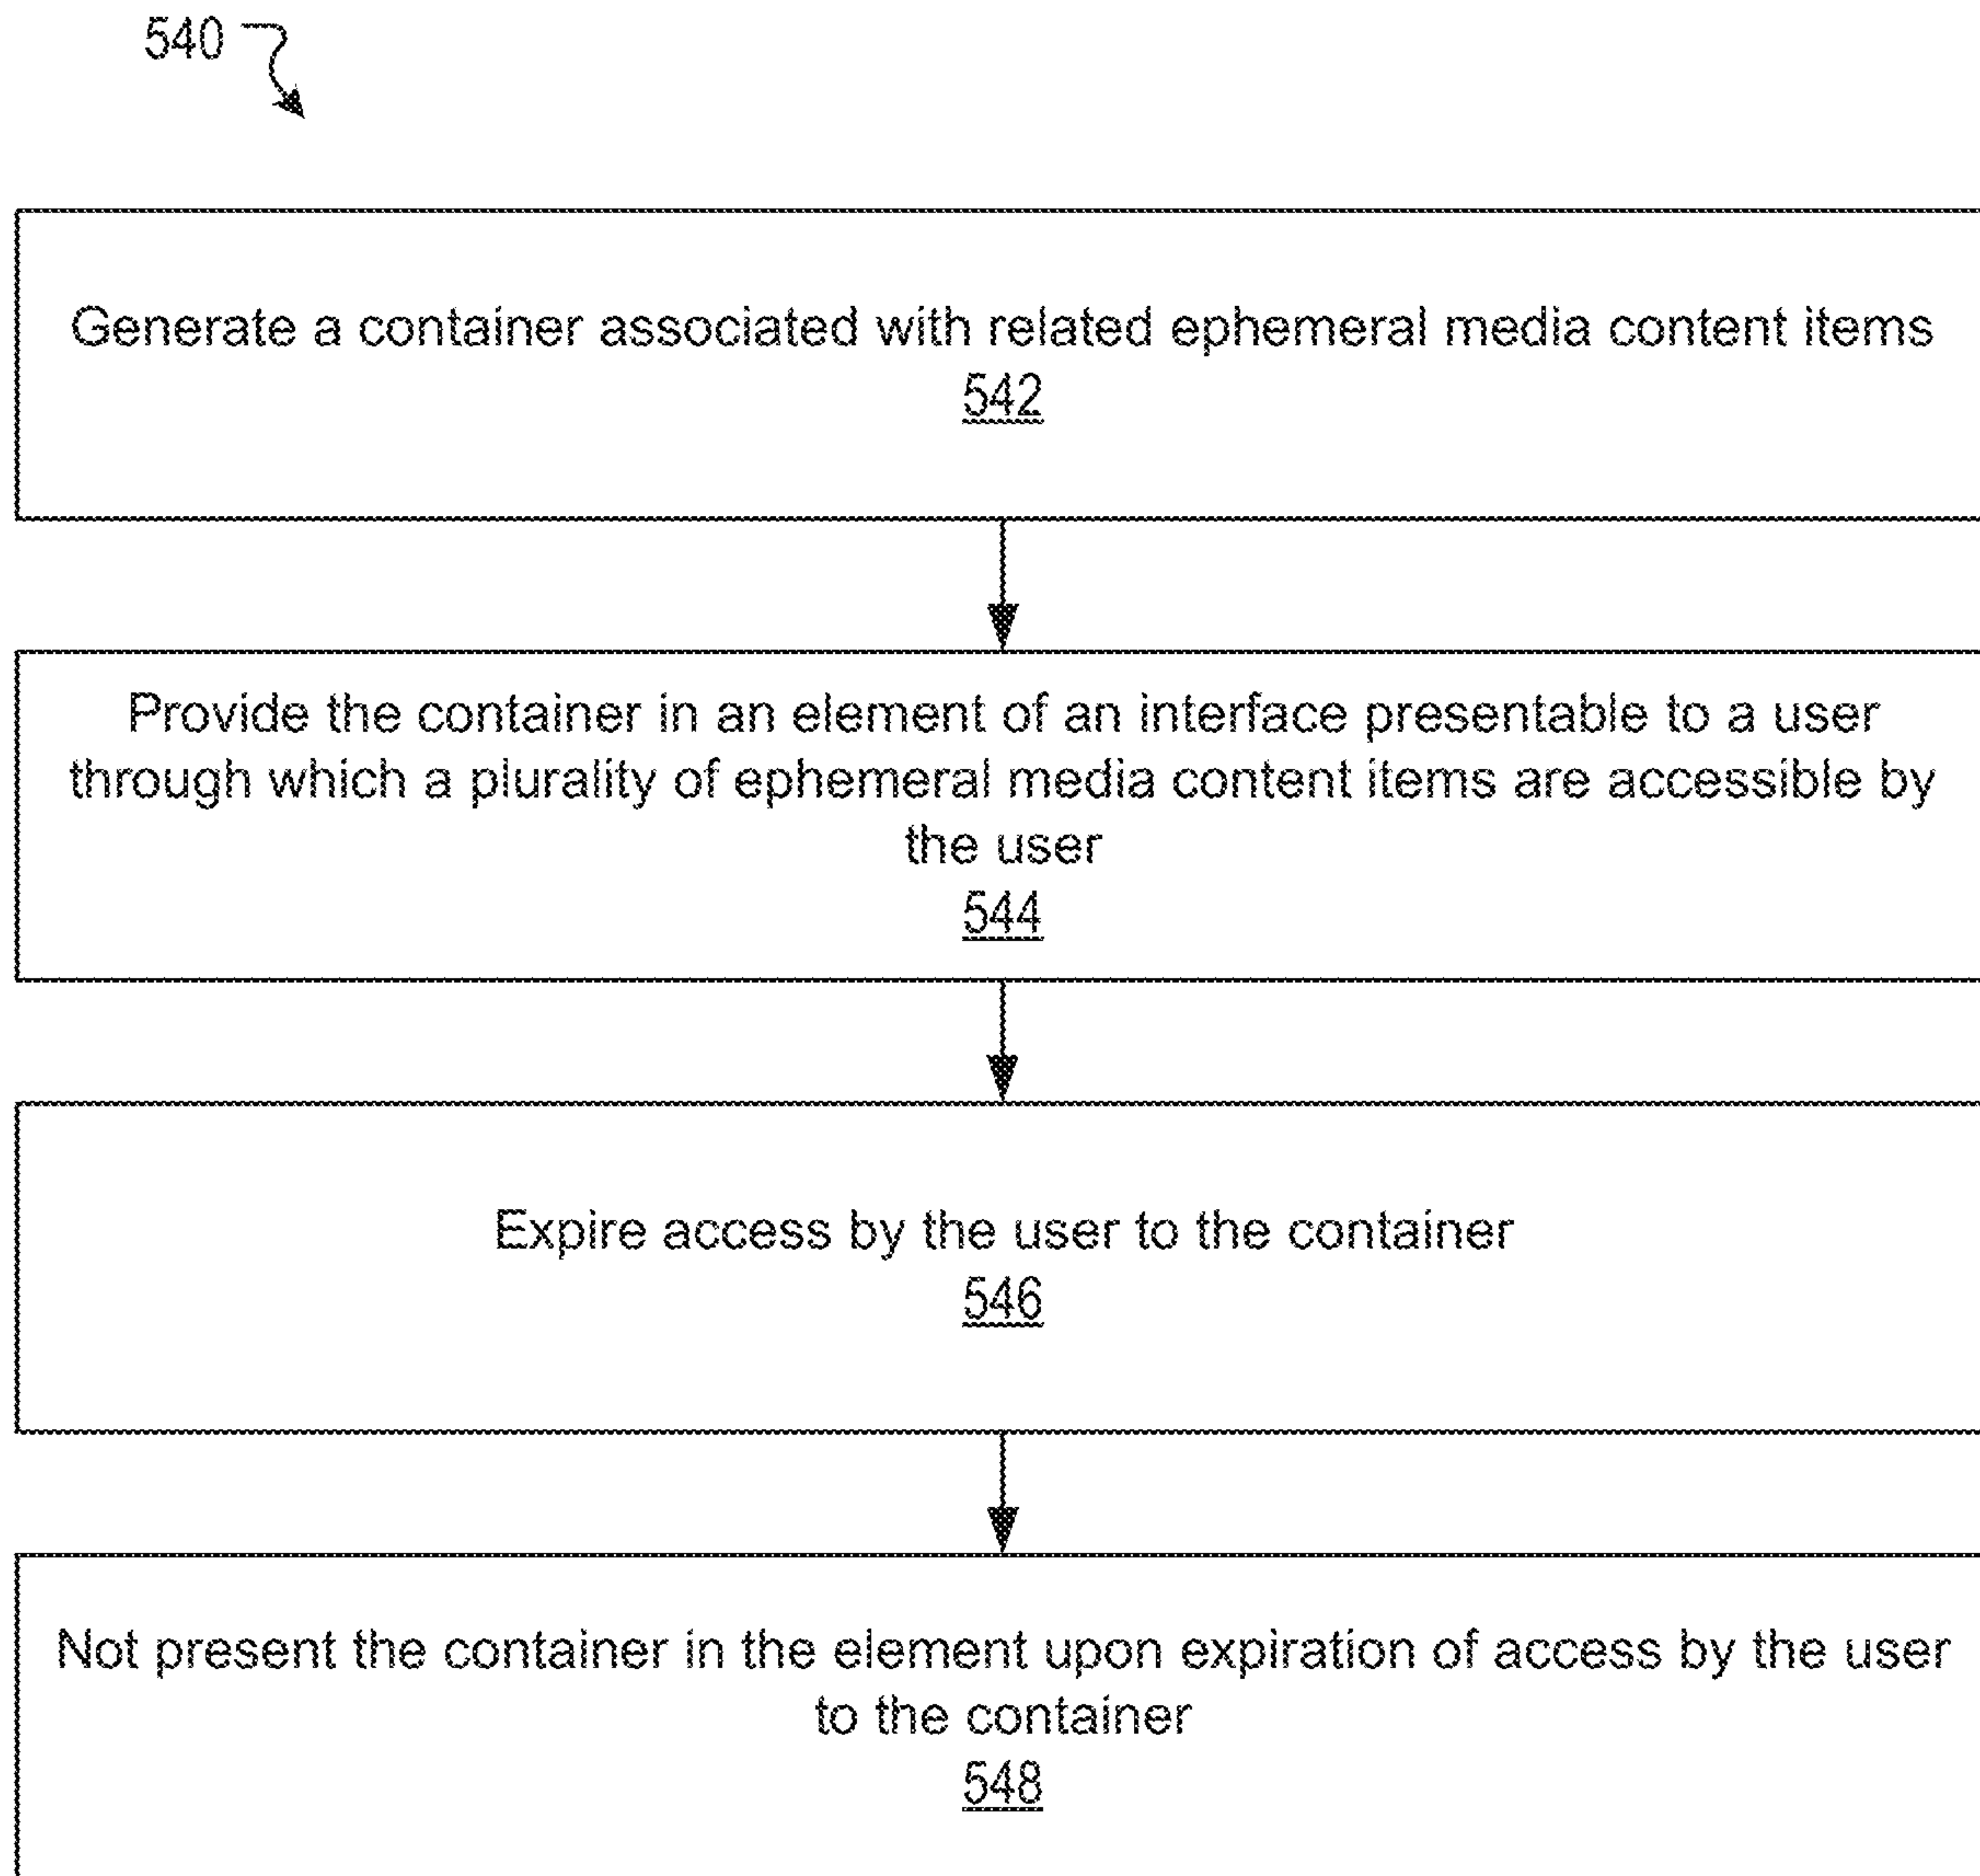 540
Generate a container associated with related ephemeral media content items
542
Provide the container in an element of an interface presentable to a user
through which a plurality of ephemeral media content items are accessible by
the user
544
Expire access by the user to the container
546
Not present the container in the element upon expiration of access by the user
to the container
548